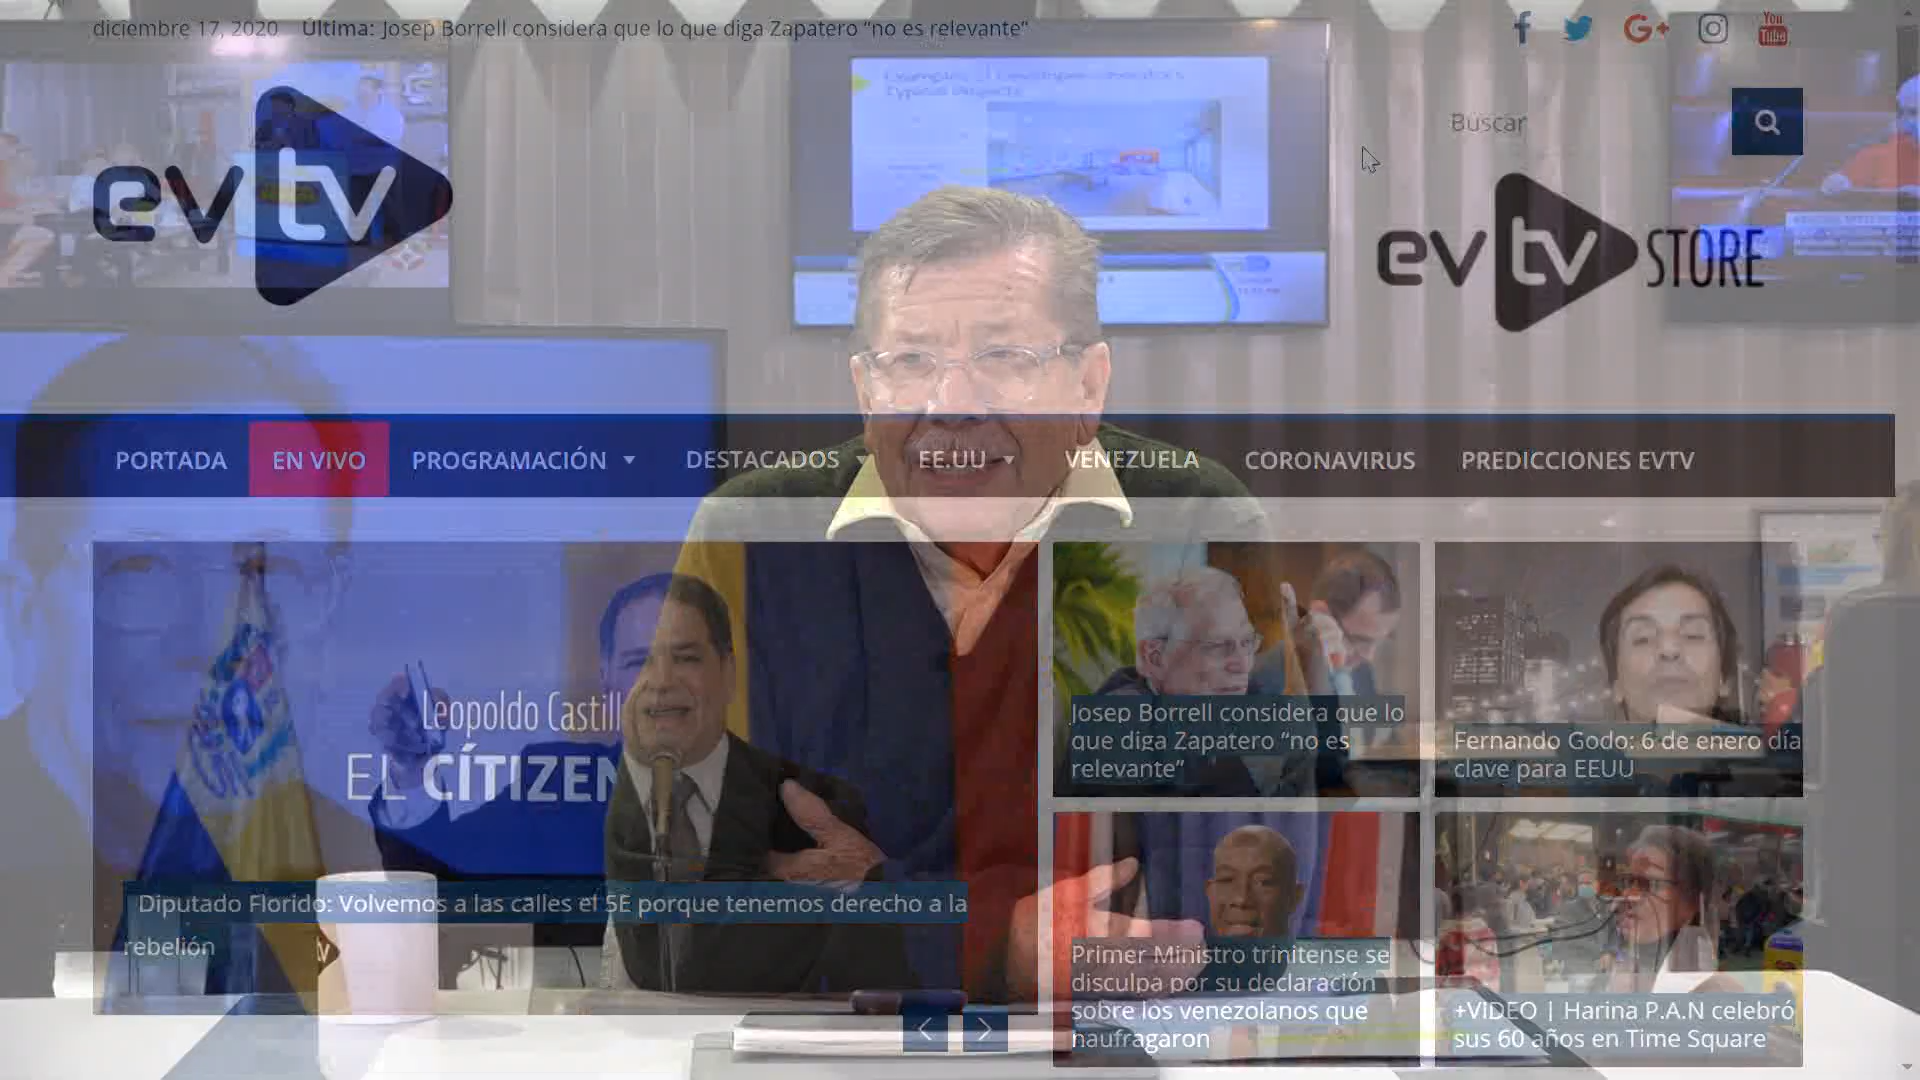 diciembre 17, 2020 Última: Josep Borrell considera que lo que diga Zapatero “no es relevante”
You
Tube
Buscar
evtv
evtv STORE
PORTADA EN VIVO PROGRAMACIÓN DESTACADOS EE.UU VENEZUELA CORONAVIRUS PREDICCIONES EVTV
Leopoldo Castill
EL CÍTIZEN
Diputado Florido: Volvemos a las calles el 5E porque tenemos derecho a la
rebelión
Josep Borrell considera que lo
que diga Zapatero “no es
relevante”
Fernando Godo: 6 de enero día
clave para EEUU
Primer Ministro trinitense se
disculpa por su declaración
sobre los venezolanos que
naufragaron
+VIDEO | Harina P.A.N celebró
sus 60 años en Time Square